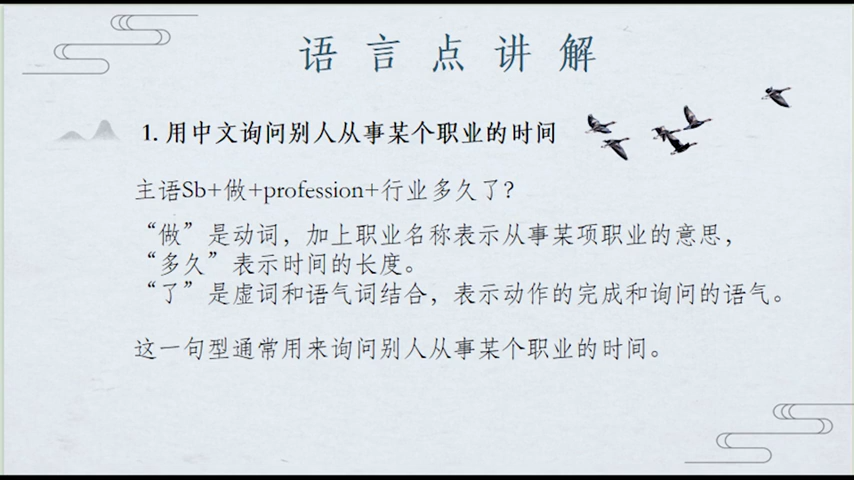 语言点讲解
1. 用中文询问别人从事某个职业的时间
主语Sb+做+profession+行业多久了?
“做”是动词，加上职业名称表示从事某项职业的意思，
“多久”表示时间的长度。
“了”是虚词和语气词结合，表示动作的完成和询问的语气。
这一句型通常用来询问别人从事某个职业的时间。